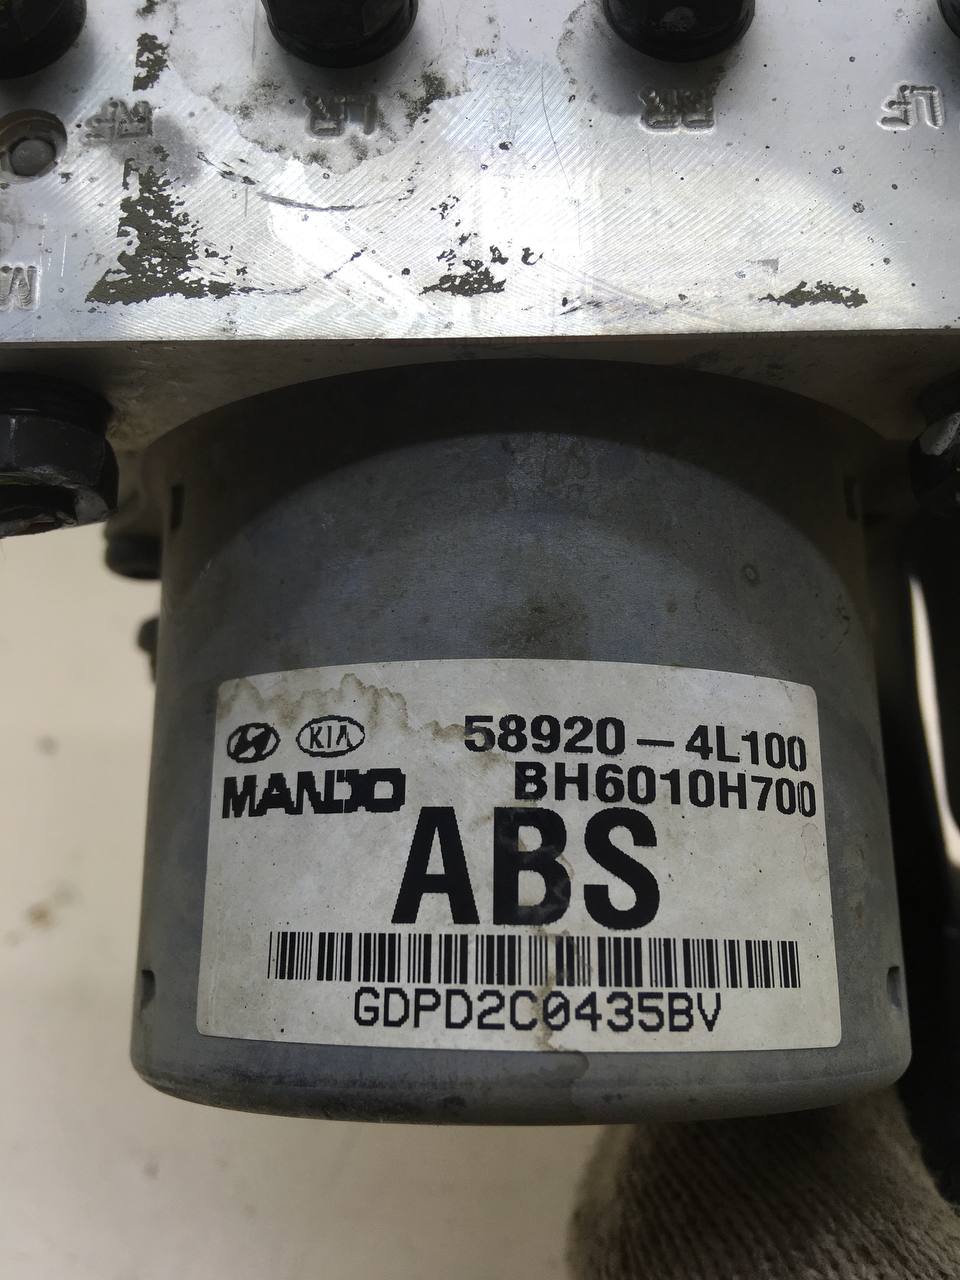 RF LR RR LF
M
KIA 58920-4L100
MANDO BH6010H700
ABS
GDPD2C0435BV